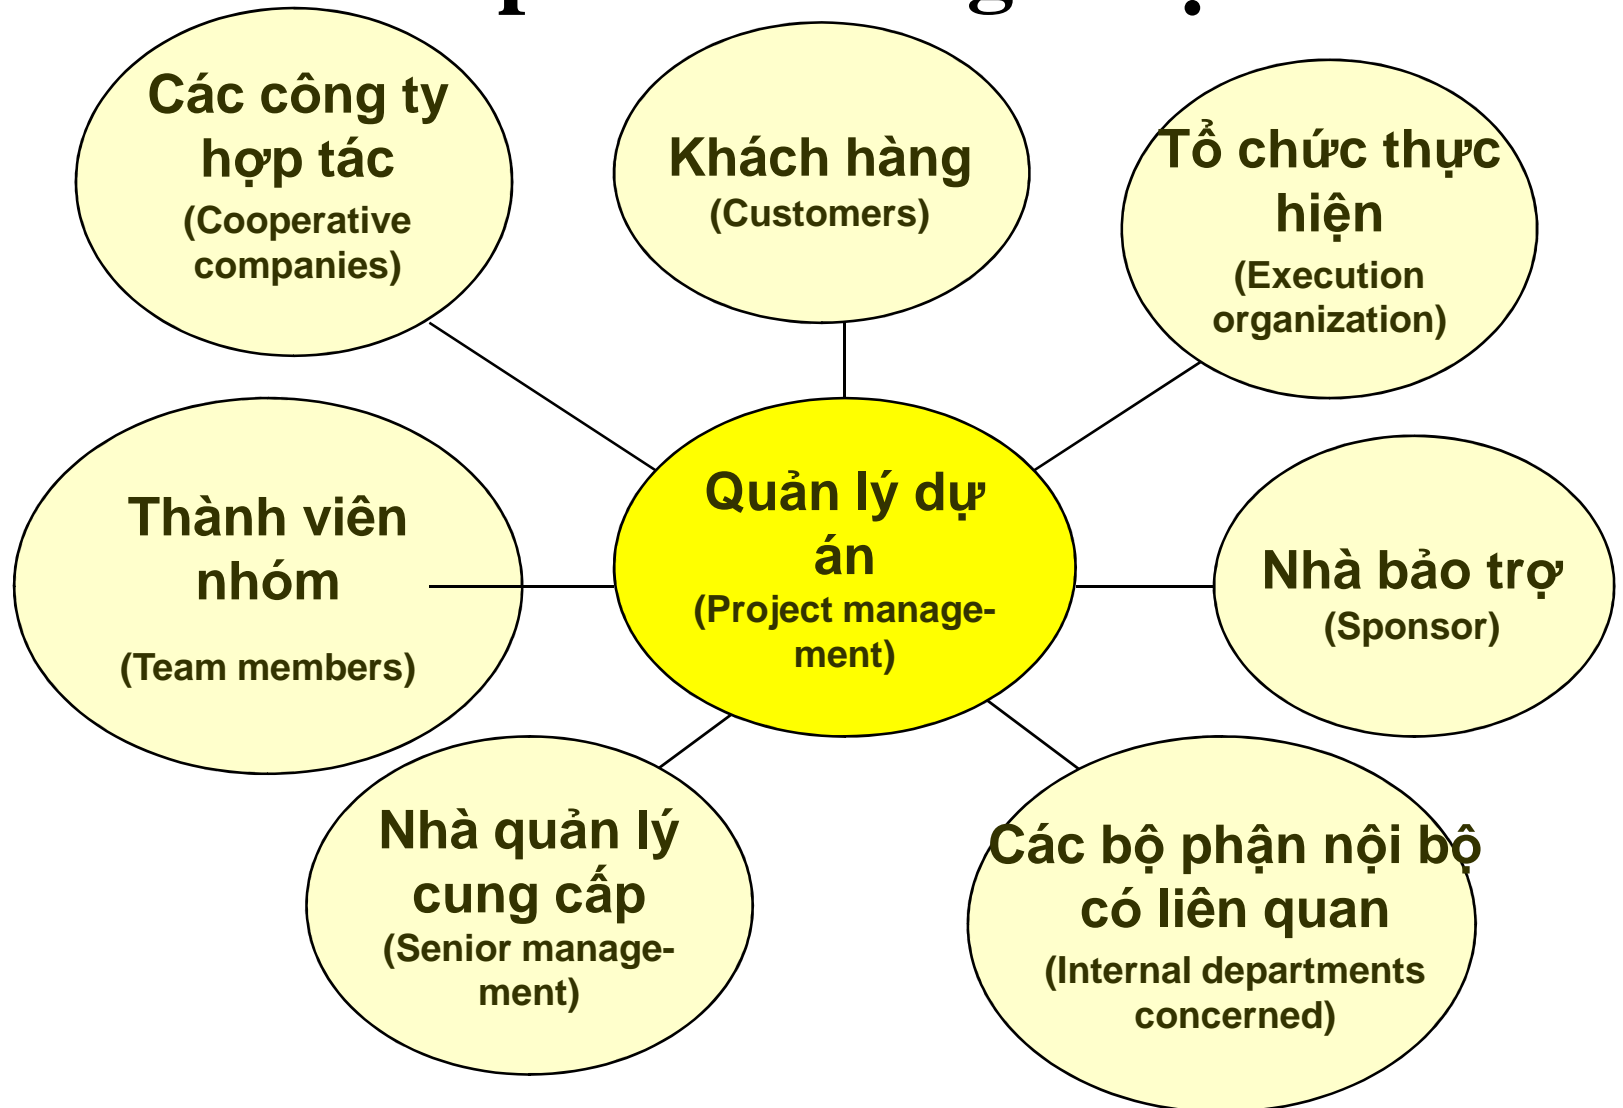 Các công ty
hợp tác
(Cooperative
companies)
Khách hàng
(Customers)
Tổ chức thực
hiện
(Execution
organization)
Thành viên
nhóm
(Team members)
Quản lý dự
án
(Project manage-
ment)
Nhà bảo trợ
(Sponsor)
Nhà quản lý
cung cấp
(Senior manage-
ment)
Các bộ phận nội bộ
có liên quan
(Internal departments
concerned)